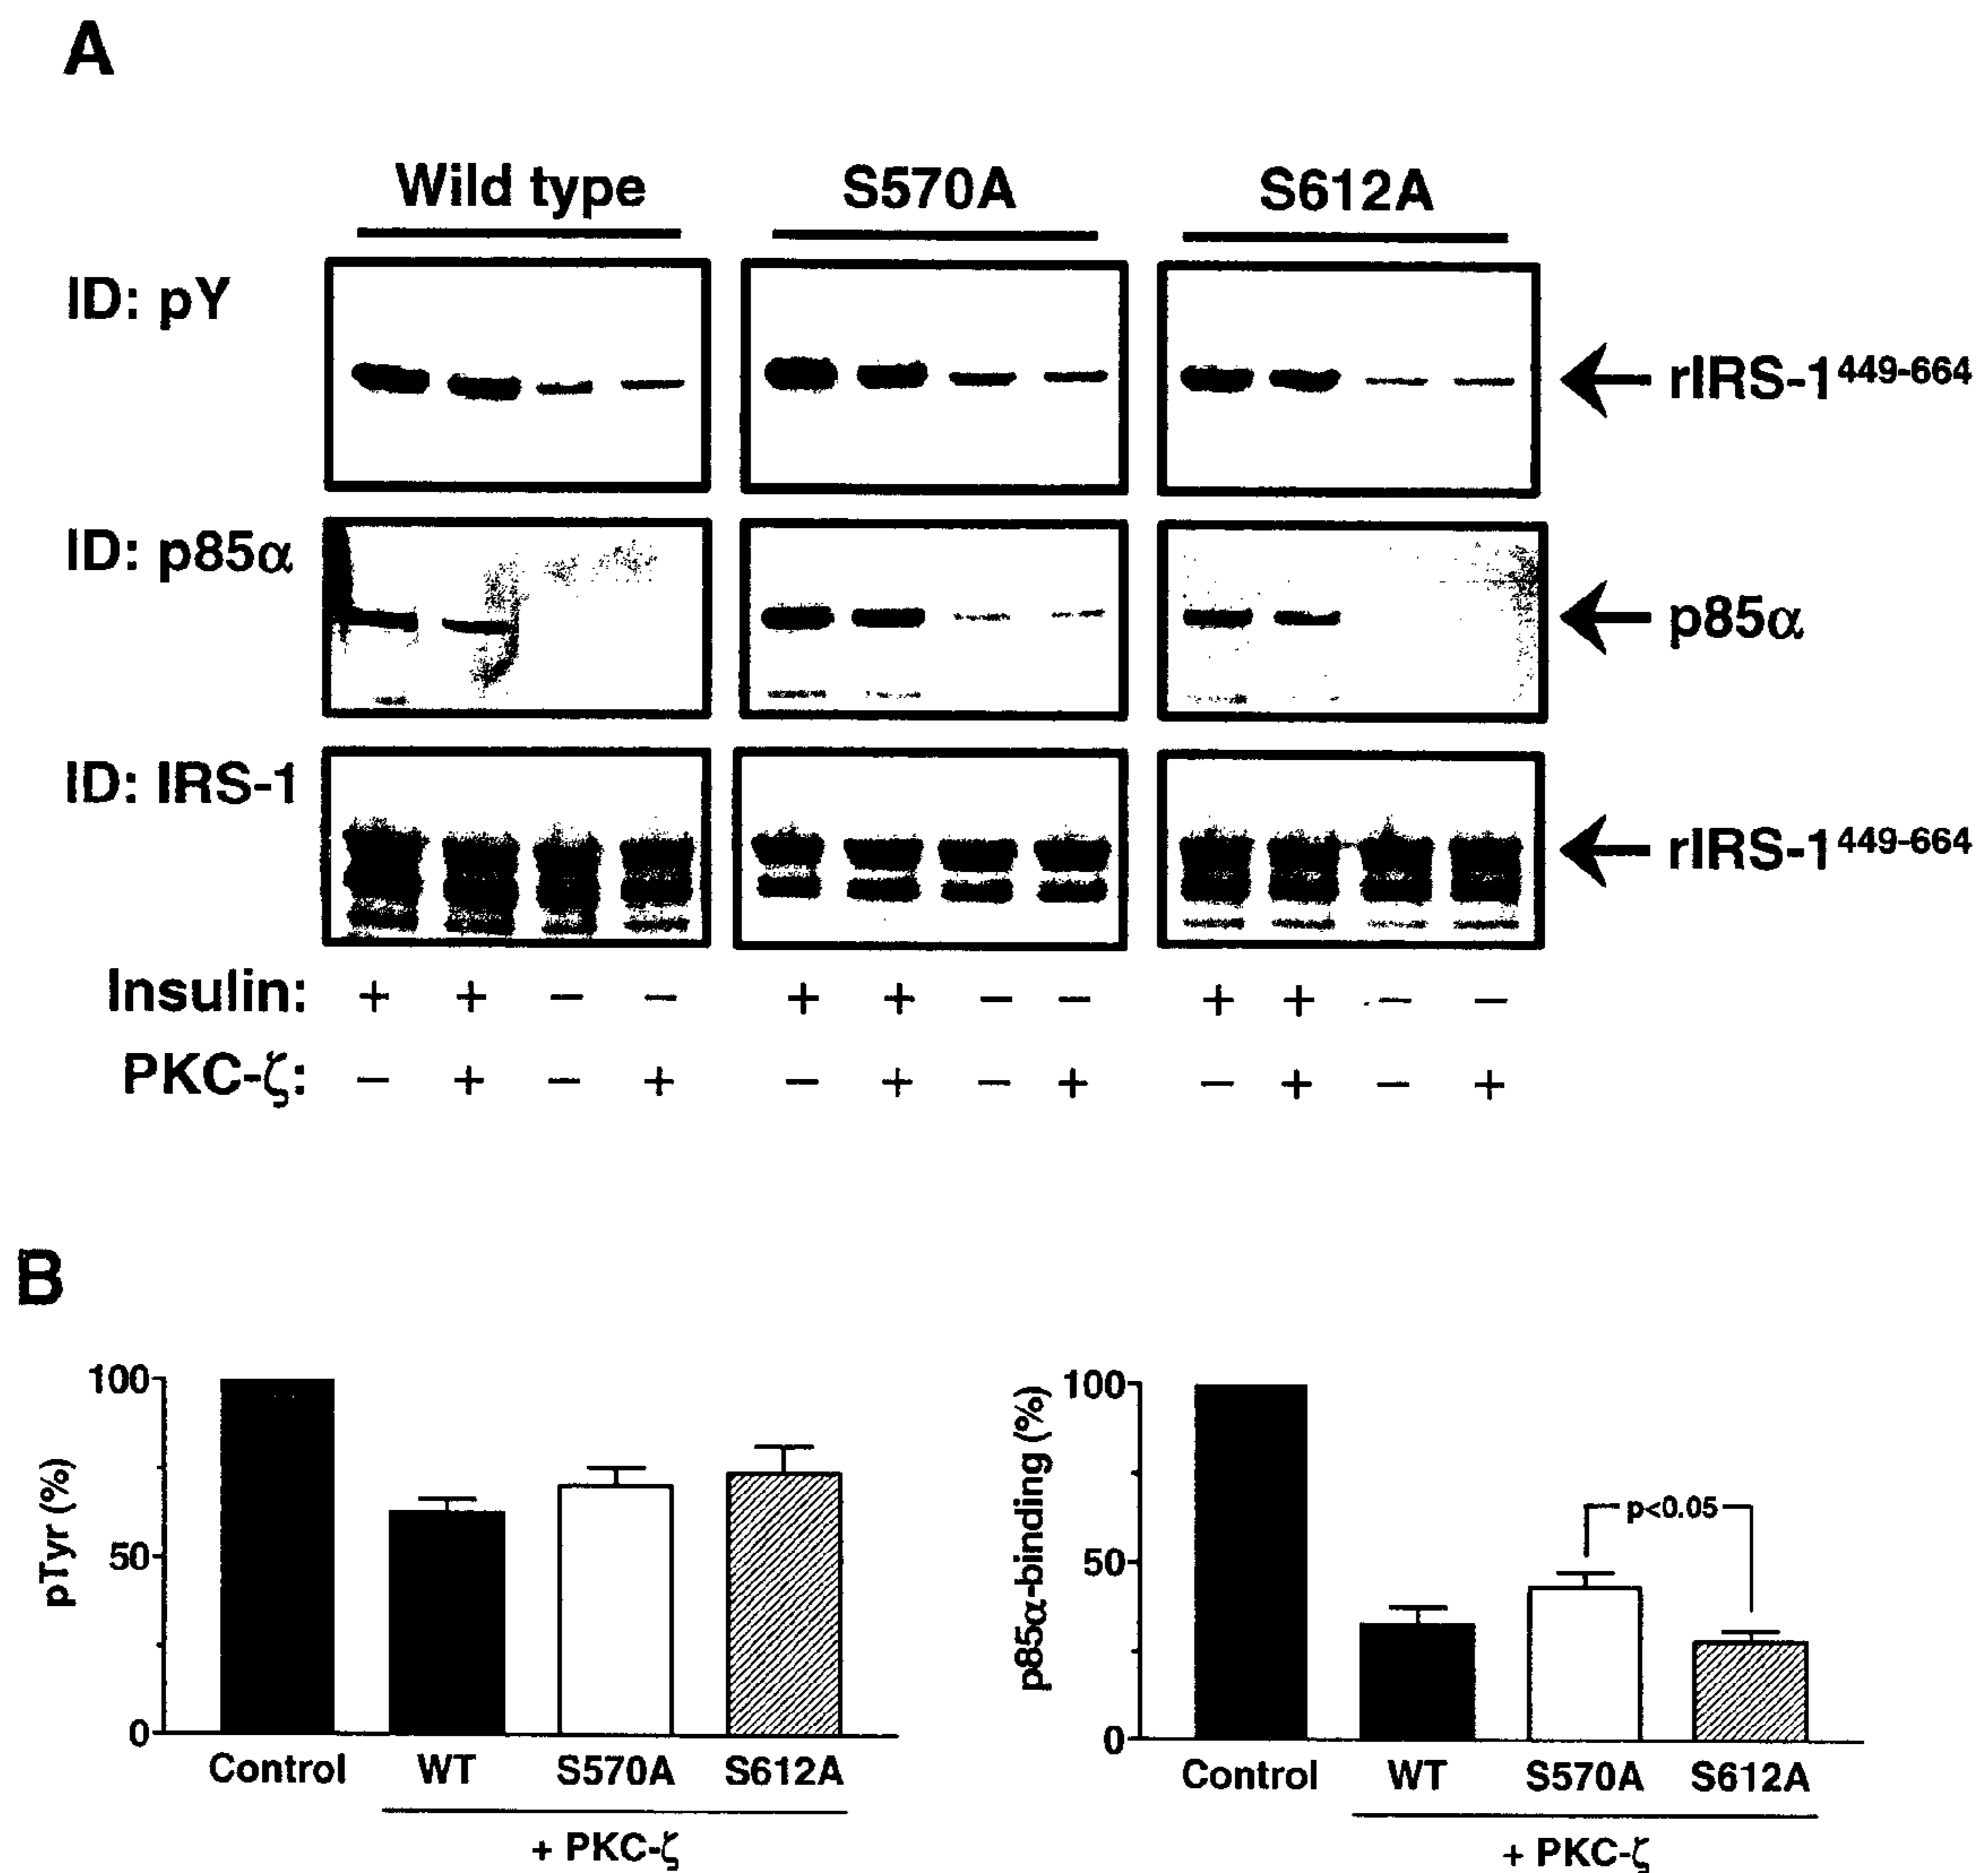 A
Wild type S570A S612A
ID: pY
rIRS-1449-664
ID: p85α
p85α
ID: IRS-1
rIRS-1449-664
Insulin: + + − − + + − − + + − −
PKC-ζ: − + − + − + − + − + − +
B
100
50
0
pTyr (%)
Control WT S570A S612A
+ PKC-ζ
100
50
0
p85α-binding (%)
p<0.05
Control WT S570A S612A
+ PKC-ζ